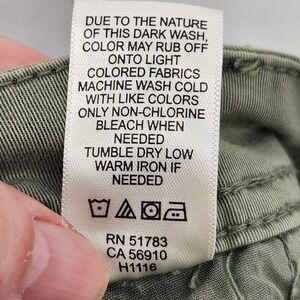 DUE TO THE NATURE
OF THIS DARK WASH,
COLOR MAY RUB OFF
ONTO LIGHT
COLORED FABRICS
MACHINE WASH COLD
WITH LIKE COLORS
ONLY NON-CHLORINE
BLEACH WHEN
NEEDED
TUMBLE DRY LOW
WARM IRON IF
NEEDED
RN 51783
CA 56910
H1116